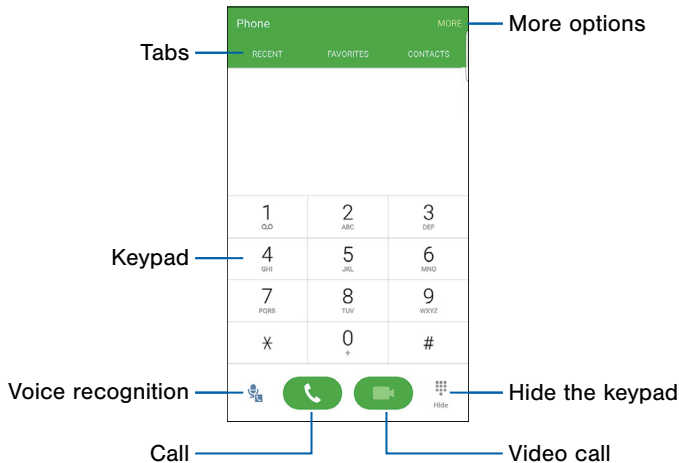 Phone MORE
More options
Tabs
RECENT FAVORITES CONTACTS
1 2 ABC 3 DEF
Keypad
4 GHI 5 JKL 6 MNO
7 PQRS 8 TUV 9 WXYZ
* 0 + #
Voice recognition
Hide
Hide the keypad
Call
Video call